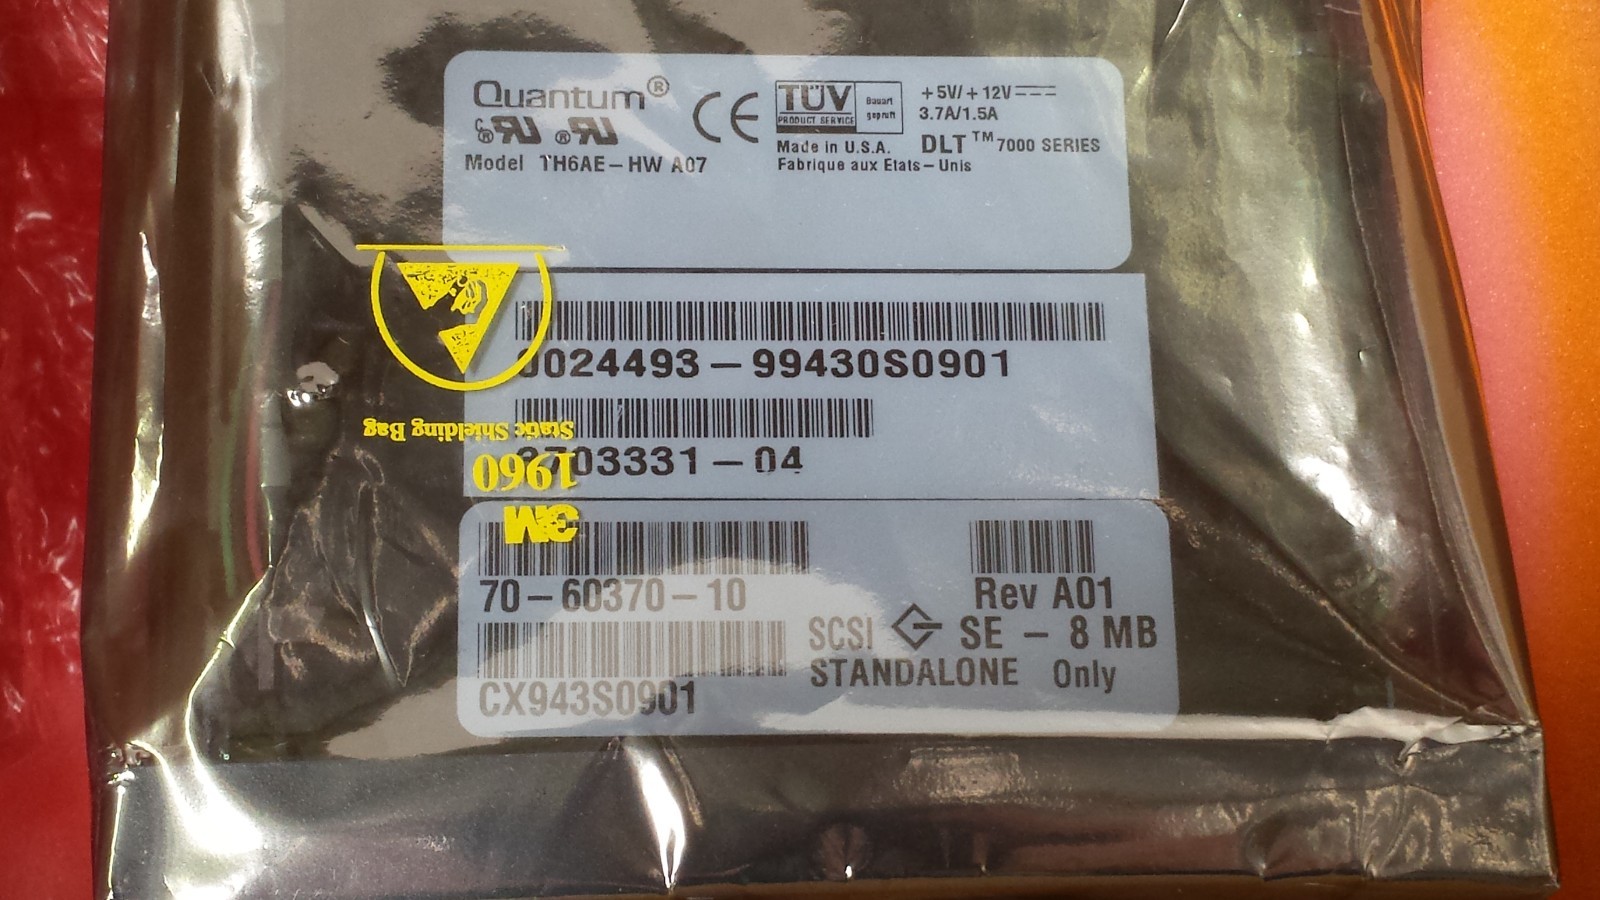 Quantum®
Model TH6AE-HW A07
CE
TÜV
PRODUCT SERVICE
Bauart
geprüft
Made in U.S.A.
Fabrique aux Etats-Unis
+5V/+12V
3.7A/1.5A
DLT™ 7000 SERIES
0024493-99430S0901
Static Shielding Bag
1960
3M
70-60370-10
Rev A01
SCSI SE - 8 MB
STANDALONE Only
CX943S0901